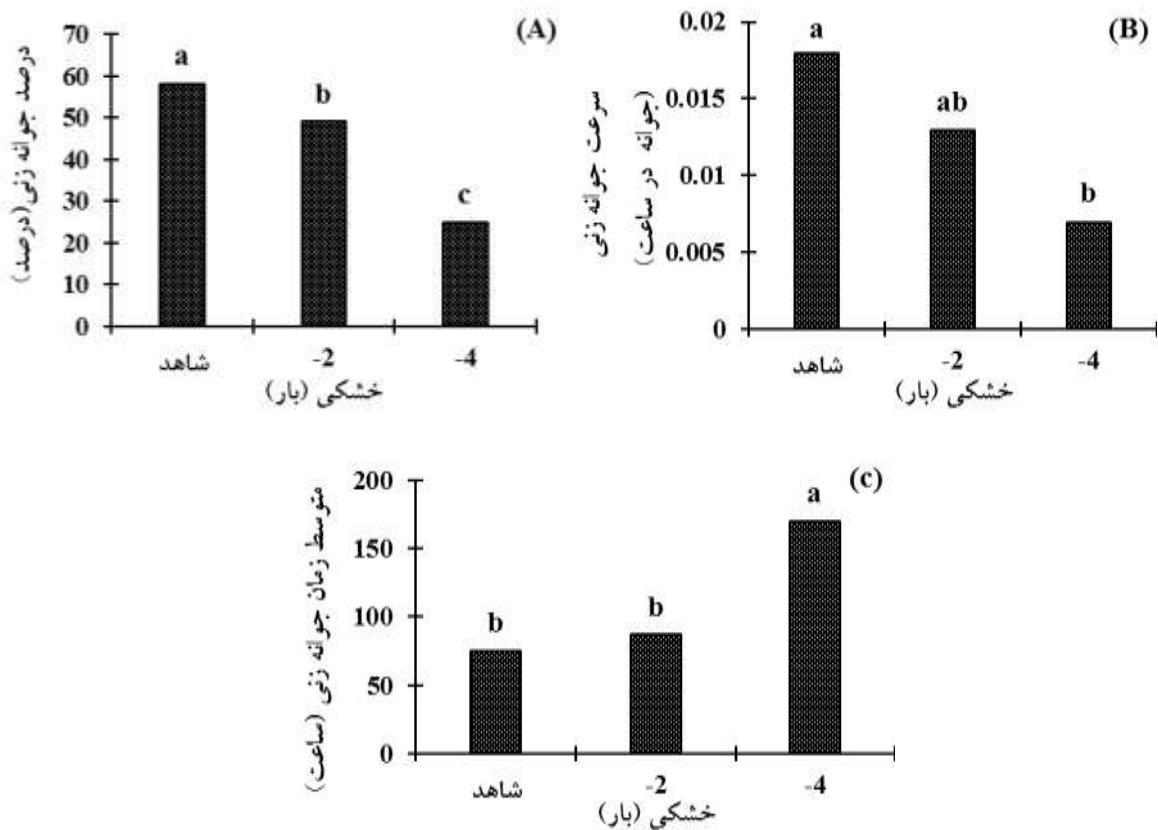 (A)
درصد جوانه زنی (درصد)
70
60
50
40
30
20
10
0
a
b
c
شاهد
-2
-4
خشکی (بار)
(B)
سرعت جوانه زنی
(جوانه در ساعت)
0.02
0.015
0.01
0.005
0
a
ab
b
شاهد
-2
-4
خشکی (بار)
(c)
متوسط زمان جوانه زنی (ساعت)
200
150
100
50
0
b
b
a
شاهد
-2
-4
خشکی (بار)